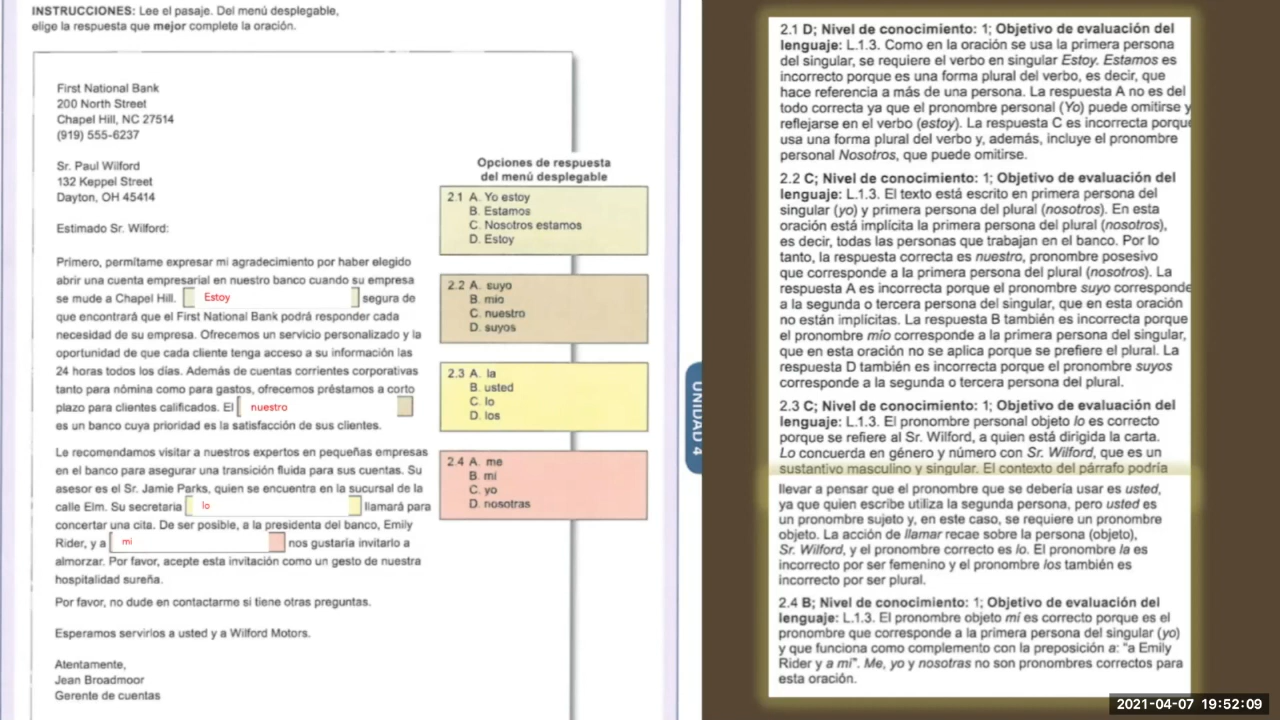 INSTRUCCIONES: Lee el pasaje. Del menú desplegable,
elige la respuesta que mejor complete la oración.
First National Bank
200 North Street
Chapel Hill, NC 27514
(919) 555-6237
Sr. Paul Wilford
132 Keppel Street
Dayton, OH 45414
Estimado Sr. Wilford:
Primero, permítame expresar mi agradecimiento por haber elegido
abrir una cuenta empresarial en nuestro banco cuando su empresa
se mude a Chapel Hill. Estoy segura de
que encontrará que el First National Bank podrá responder cada
necesidad de su empresa. Ofrecemos un servicio personalizado y la
oportunidad de que cada cliente tenga acceso a su información las
24 horas todos los días. Además de cuentas corrientes corporativas
tanto para nómina como para gastos, ofrecemos préstamos a corto
plazo para clientes calificados. El nuestro
es un banco cuya prioridad es la satisfacción de sus clientes.
Le recomendamos visitar a nuestros expertos en pequeñas empresas
en el banco para asegurar una transición fluida para sus cuentas. Su
asesor es el Sr. Jamie Parks, quien se encuentra en la sucursal de la
calle Elm. Su secretaria lo llamará para
concertar una cita. De ser posible, a la presidenta del banco, Emily
Rider, y a mi nos gustaría invitarlo a
almorzar. Por favor, acepte esta invitación como un gesto de nuestra
hospitalidad sureña.
Por favor, no dude en contactarme si tiene otras preguntas.
Esperamos servirlos a usted y a Wilford Motors.
Atentamente,
Jean Broadmoor
Gerente de cuentas
Opciones de respuesta
del menú desplegable
2.1 A. Yo estoy
B. Estamos
C. Nosotros estamos
D. Estoy
2.2 A. suyo
B. mío
C. nuestro
D. suyos
2.3 A. la
B. usted
C. lo
D. los
2.4 A. me
B. mí
C. yo
D. nosotras
UNIDAD 4
2.1 D; Nivel de conocimiento: 1; Objetivo de evaluación del
lenguaje: L.1.3. Como en la oración se usa la primera persona
del singular, se requiere el verbo en singular Estoy. Estamos es
incorrecto porque es una forma plural del verbo, es decir, que
hace referencia a más de una persona. La respuesta A no es del
todo correcta ya que el pronombre personal (Yo) puede omitirse y
reflejarse en el verbo (estoy). La respuesta C es incorrecta porque
usa una forma plural del verbo y, además, incluye el pronombre
personal Nosotros, que puede omitirse.
2.2 C; Nivel de conocimiento: 1; Objetivo de evaluación del
lenguaje: L.1.3. El texto está escrito en primera persona del
singular (yo) y primera persona del plural (nosotros). En esta
oración está implícita la primera persona del plural (nosotros),
es decir, todas las personas que trabajan en el banco. Por lo
tanto, la respuesta correcta es nuestro, pronombre posesivo
que corresponde a la primera persona del plural (nosotros). La
respuesta A es incorrecta porque el pronombre suyo corresponde
a la segunda o tercera persona del singular, que en esta oración
no están implícitas. La respuesta B también es incorrecta porque
el pronombre mío corresponde a la primera persona del singular,
que en esta oración no se aplica porque se prefiere el plural. La
respuesta D también es incorrecta porque el pronombre suyos
corresponde a la segunda o tercera persona del plural.
2.3 C; Nivel de conocimiento: 1; Objetivo de evaluación del
lenguaje: L.1.3. El pronombre personal objeto lo es correcto
porque se refiere al Sr. Wilford, a quien está dirigida la carta.
Lo concuerda en género y número con Sr. Wilford, que es un
sustantivo masculino y singular. El contexto del párrafo podría
llevar a pensar que el pronombre que se debería usar es usted,
ya que quien escribe utiliza la segunda persona, pero usted es
un pronombre sujeto y, en este caso, se requiere un pronombre
objeto. La acción de llamar recae sobre la persona (objeto),
Sr. Wilford, y el pronombre correcto es lo. El pronombre la es
incorrecto por ser femenino y el pronombre los también es
incorrecto por ser plural.
2.4 B; Nivel de conocimiento: 1; Objetivo de evaluación del
lenguaje: L.1.3. El pronombre objeto mí es correcto porque es el
pronombre que corresponde a la primera persona del singular (yo)
y que funciona como complemento con la preposición a: "a Emily
Rider y a mí". Me, yo y nosotras no son pronombres correctos para
esta oración.
2021-04-07 19:52:09